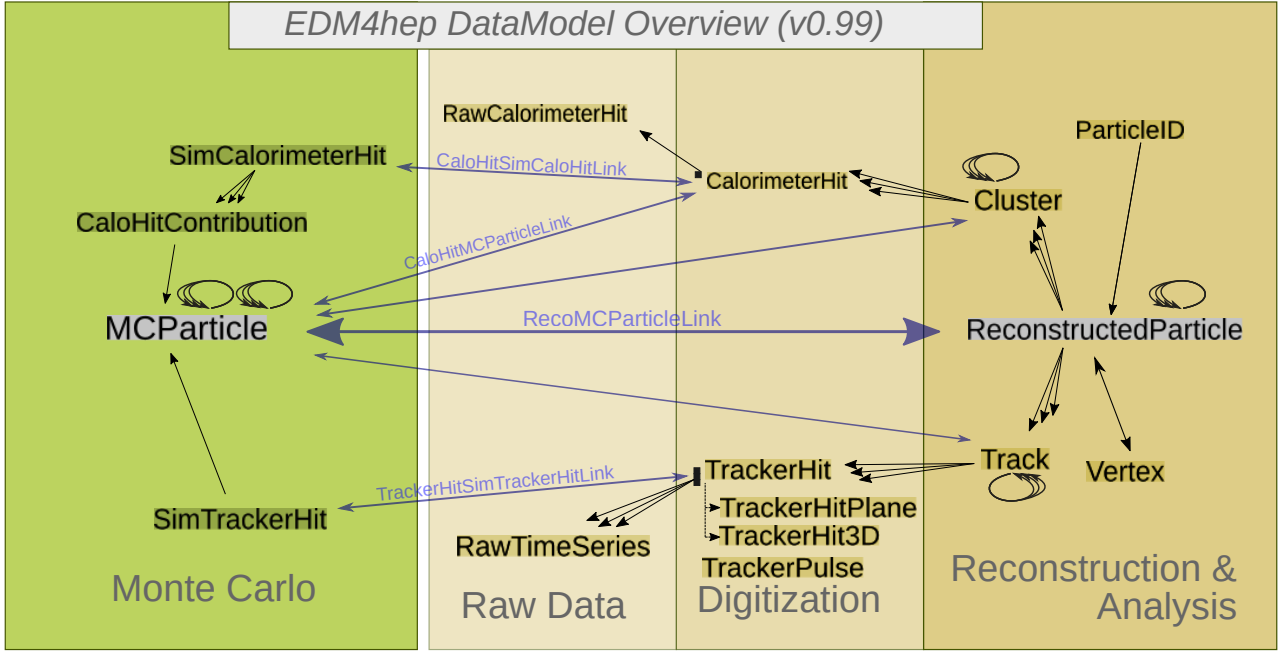 EDM4hep DataModel Overview (v0.99)
RawCalorimeterHit
ParticleID
SimCalorimeterHit
CaloHitSimCaloHitLink
CalorimeterHit
Cluster
CaloHitContribution
CaloHitMCParticleLink
MCParticle
RecoMCParticleLink
ReconstructedParticle
TrackerHit
Track
Vertex
TrackerHitSimTrackerHitLink
SimTrackerHit
TrackerHitPlane
RawTimeSeries
TrackerHit3D
TrackerPulse
Monte Carlo
Raw Data
Digitization
Reconstruction &
Analysis